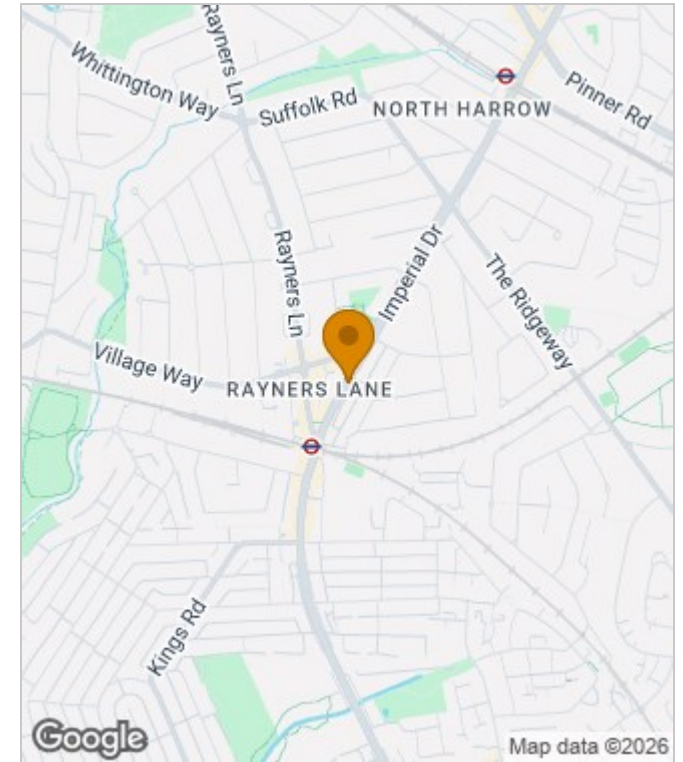 Rayners Ln
Whittington Way
Suffolk Rd
NORTH HARROW
Pinner Rd
Rayners Ln
Imperial Dr
The Ridgeway
Village Way
RAYNERS LANE
Kings Rd
Google
Map data ©2026